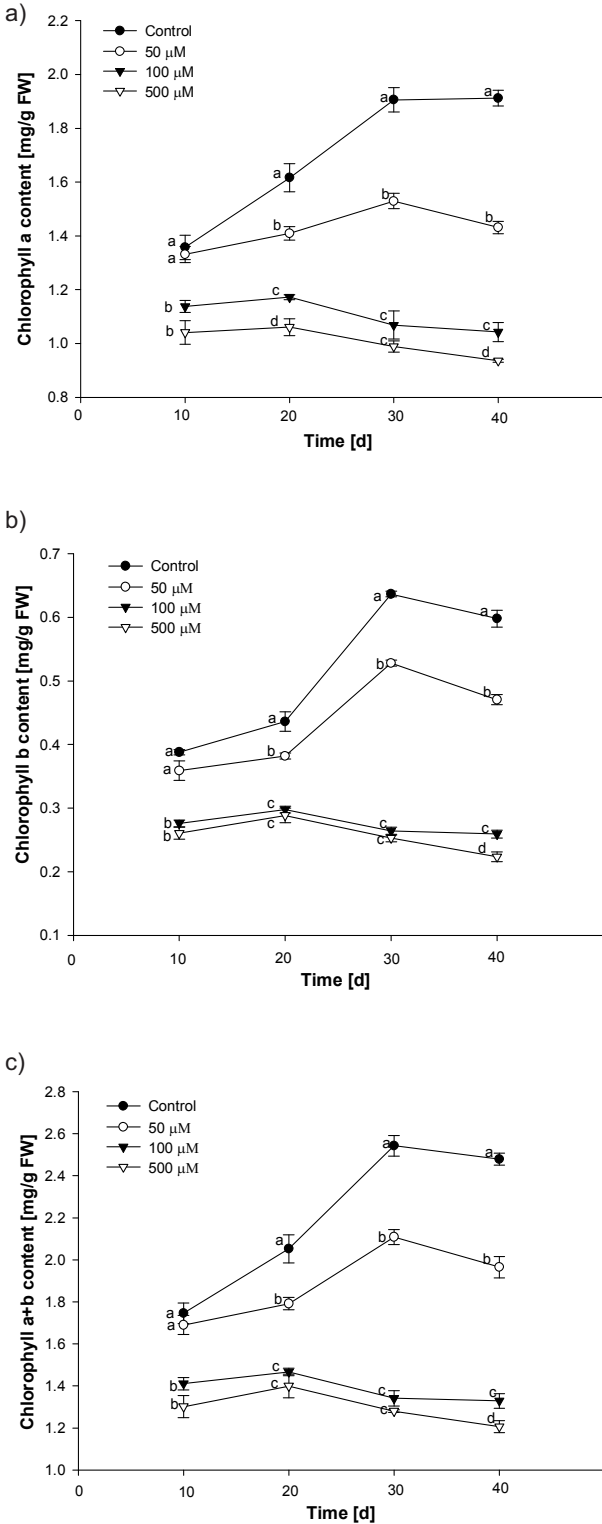 a)
Control
50 μM
100 μM
500 μM
Chlorophyll a content [mg/g FW]
2.2
2.0
1.8
1.6
1.4
1.2
1.0
0.8
a
a
a
a
a
b
b
b
b
c
c
c
b
d
c
d
0
10
20
30
40
Time [d]
b)
Control
50 μM
100 μM
500 μM
Chlorophyll b content [mg/g FW]
0.7
0.6
0.5
0.4
0.3
0.2
0.1
a
a
a
a
a
b
b
b
b
c
c
c
b
c
c
d
0
10
20
30
40
Time [d]
c)
Control
50 μM
100 μM
500 μM
Chlorophyll a+b content [mg/g FW]
2.8
2.6
2.4
2.2
2.0
1.8
1.6
1.4
1.2
1.0
a
a
a
a
a
b
b
b
b
c
c
c
b
c
c
d
0
10
20
30
40
Time [d]